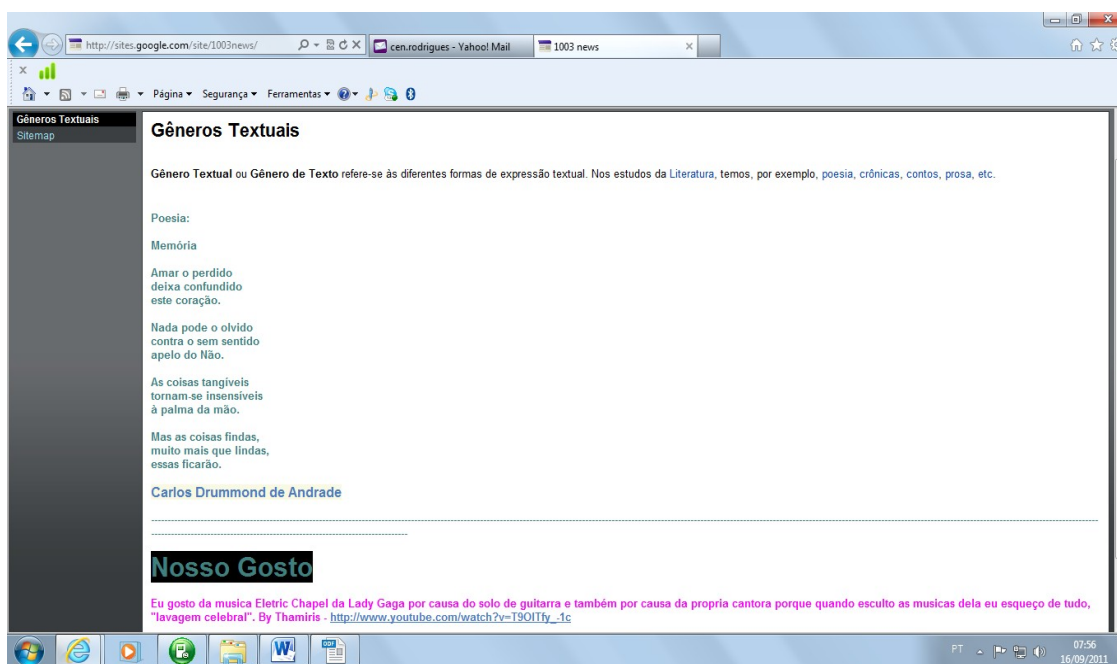 http://sites.google.com/site/1003news/
cen.rodrigues - Yahoo! Mail
1003 news
Página
Segurança
Ferramentas
Gêneros Textuais
Sitemap
Gêneros Textuais
Gênero Textual ou Gênero de Texto refere-se às diferentes formas de expressão textual. Nos estudos da Literatura, temos, por exemplo, poesia, crônicas, contos, prosa, etc.
Poesia:
Memória
Amar o perdido
deixa confundido
este coração.
Nada pode o olvido
contra o sem sentido
apelo do Não.
As coisas tangíveis
tornam-se insensíveis
à palma da mão.
Mas as coisas findas,
muito mais que lindas,
essas ficarão.
Carlos Drummond de Andrade
Nosso Gosto
Eu gosto da musica Eletric Chapel da Lady Gaga por causa do solo de guitarra e também por causa da propria cantora porque quando esculto as musicas dela eu esqueço de tudo,
"lavagem celebral". By Thamiris - http://www.youtube.com/watch?v=T9OITfy_-1c
PT
07:56
16/09/2011